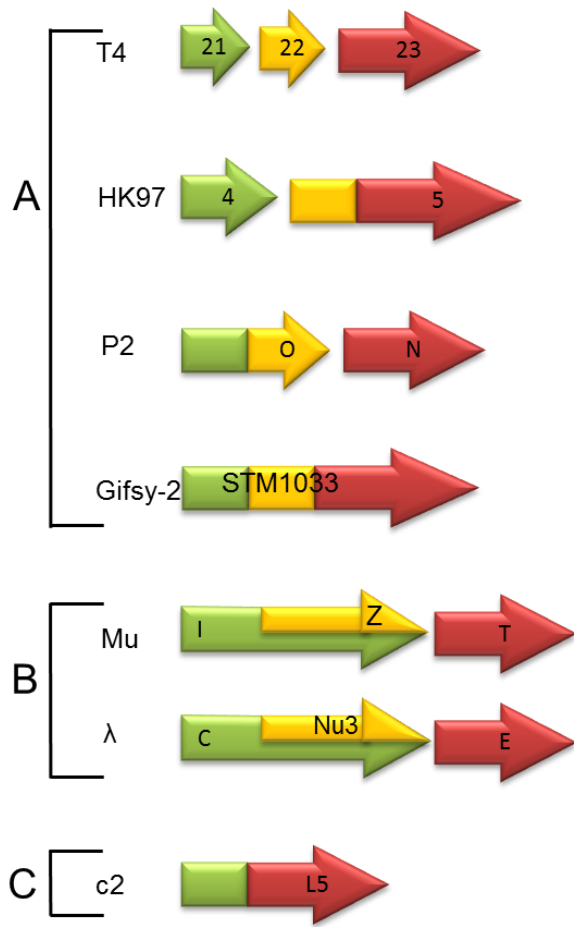 A
T4 21 22 23
HK97 4 5
P2 O N
Gifsy-2 STM1033
B
Mu I Z T
λ C Nu3 E
C c2 L5